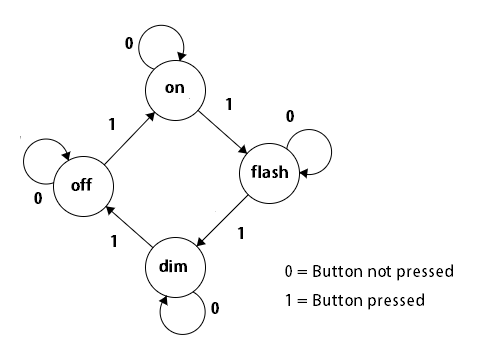 0
on
1
1
0
off
flash
0
1
1
dim
0
0 = Button not pressed
1 = Button pressed